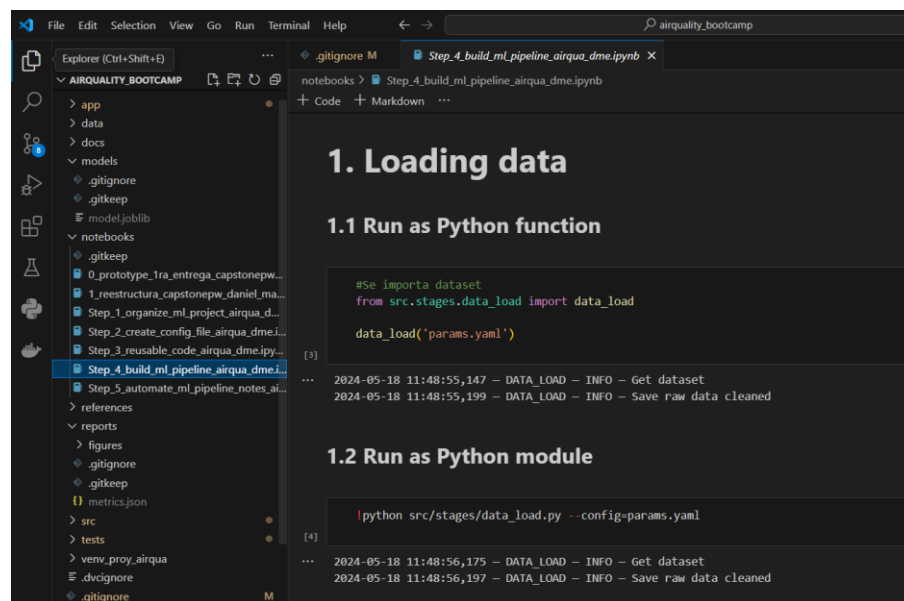 File Edit Selection View Go Run Terminal Help
airquality_bootcamp
Explorer (Ctrl+Shift+E)
.gitignore M
Step_4_build_ml_pipeline_airqua_dme.ipynb
AIRQUALITY_BOOTCAMP
notebooks > Step_4_build_ml_pipeline_airqua_dme.ipynb
+ Code + Markdown ...
app
data
docs
models
.gitignore
.gitkeep
model.joblib
notebooks
.gitkeep
0_prototype_1ra_entrega_capstonepw...
1_reestructura_capstonepw_daniel_ma...
Step_1_organize_ml_project_airqua_d...
Step_2_create_config_file_airqua_dme.i...
Step_3_reusable_code_airqua_dme.ipy...
Step_4_build_ml_pipeline_airqua_dme.i...
Step_5_automate_ml_pipeline_notes_ai...
references
reports
figures
.gitignore
.gitkeep
metrics.json
src
tests
venv_proy_airqua
.dvcignore
.gitignore M
8
1. Loading data
1.1 Run as Python function
#Se importa dataset
from src.stages.data_load import data_load
data_load('params.yaml')
[3]
2024-05-18 11:48:55,147 — DATA_LOAD — INFO — Get dataset
2024-05-18 11:48:55,199 — DATA_LOAD — INFO — Save raw data cleaned
1.2 Run as Python module
!python src/stages/data_load.py --config=params.yaml
[4]
2024-05-18 11:48:56,175 — DATA_LOAD — INFO — Get dataset
2024-05-18 11:48:56,197 — DATA_LOAD — INFO — Save raw data cleaned